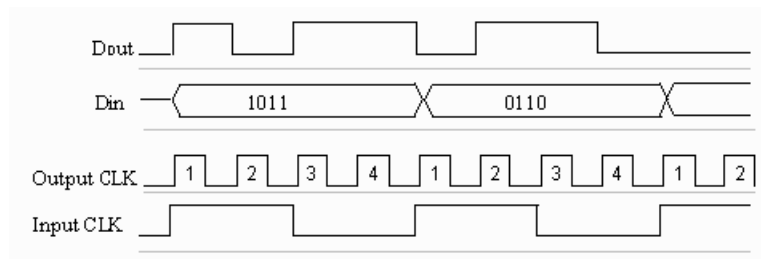 Dout
Din 1011 0110
Output CLK 1 2 3 4 1 2 3 4 1 2
Input CLK